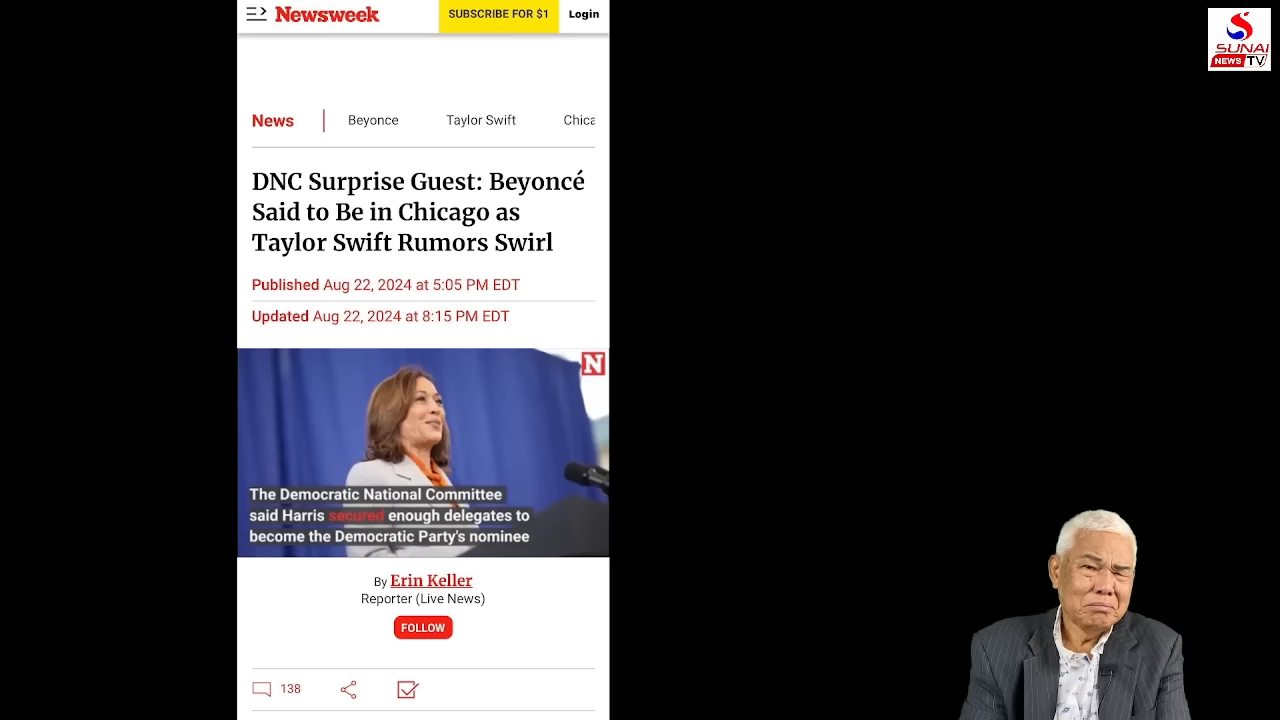 Newsweek
SUBSCRIBE FOR $1
Login
SUNAI
NEWS TV
News
Beyonce
Taylor Swift
Chica
DNC Surprise Guest: Beyoncé
Said to Be in Chicago as
Taylor Swift Rumors Swirl
Published Aug 22, 2024 at 5:05 PM EDT
Updated Aug 22, 2024 at 8:15 PM EDT
N
The Democratic National Committee
said Harris secured enough delegates to
become the Democratic Party's nominee
By Erin Keller
Reporter (Live News)
FOLLOW
138